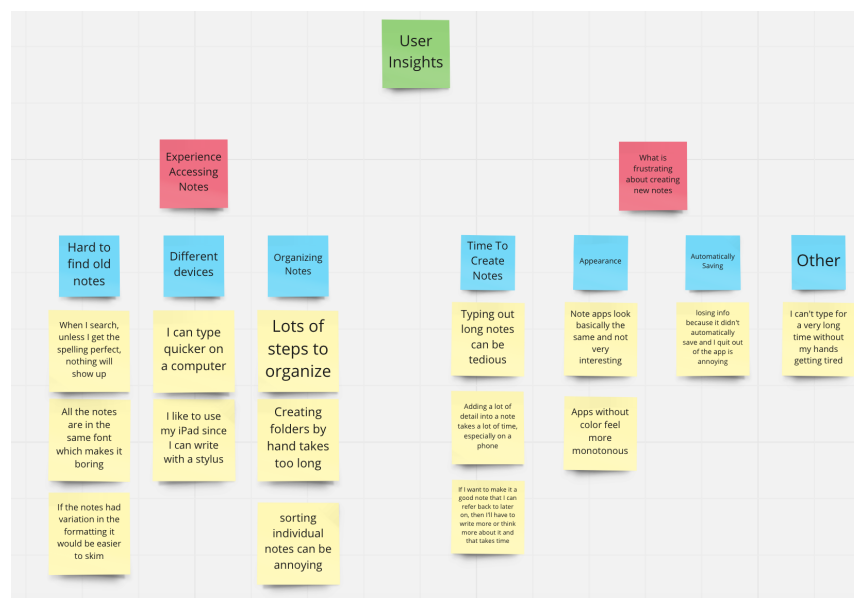 User
Insights
Experience
Accessing
Notes
What is
frustrating
about creating
new notes
Hard to
find old
notes
Different
devices
Organizing
Notes
Time To
Create
Notes
Appearance
Automatically
Saving
Other
When I search,
unless I get the
spelling perfect,
nothing will
show up
I can type
quicker on
a computer
Lots of
steps to
organize
Typing out
long notes
can be
tedious
Note apps look
basically the
same and not
very
interesting
losing info
because it didn't
automatically
save and I quit out
of the app is
annoying
I can't type for
a very long
time without
my hands
getting tired
All the notes
are in the
same font
which makes it
boring
I like to use
my iPad since
I can write
with a stylus
Creating
folders by
hand takes
too long
Adding a lot of
detail into a note
takes a lot of time,
especially on a
phone
Apps without
color feel
more
monotonous
If the notes had
variation in the
formatting it
would be easier
to skim
sorting
individual
notes can be
annoying
If I want to make it a
good note that I can
refer back to later
on, then I'll have to
write more or think
more about it and
that takes time